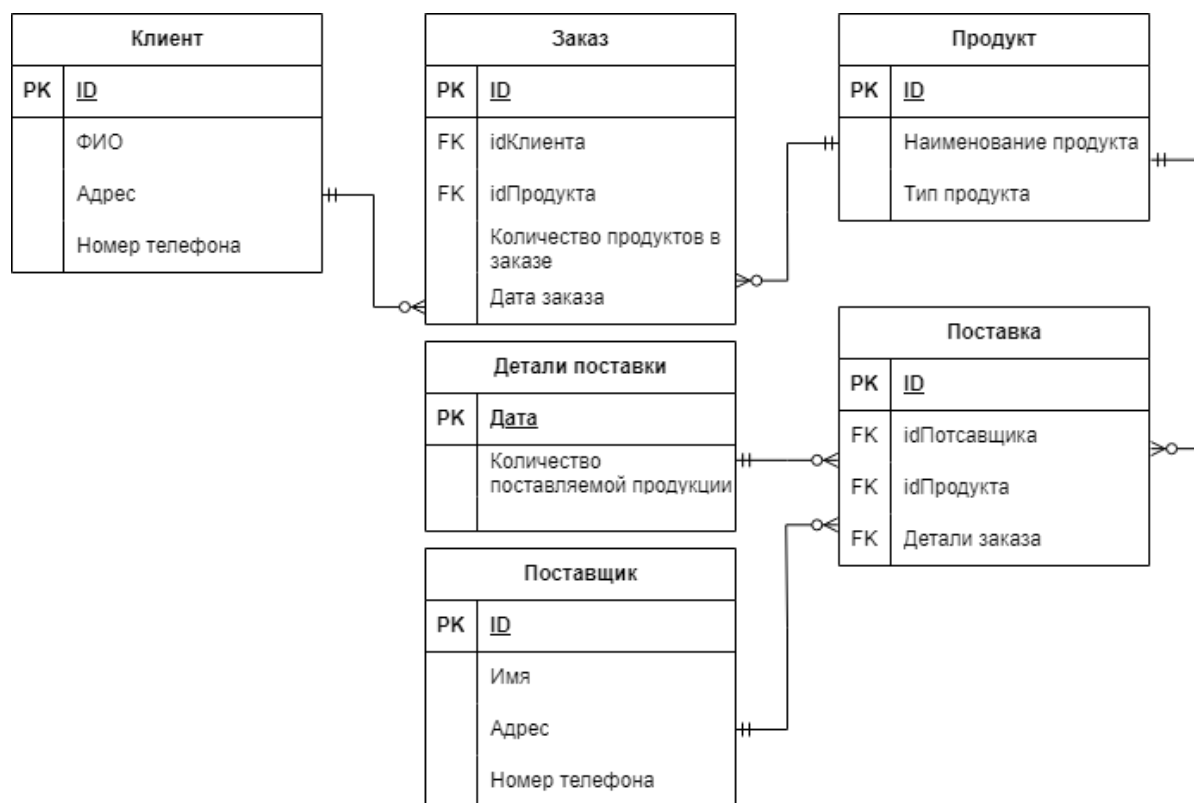 Клиент
PK ID
ФИО
Адрес
Номер телефона
Заказ
PK ID
FK idКлиента
FK idПродукта
Количество продуктов в
заказе
Дата заказа
Продукт
PK ID
Наименование продукта
Тип продукта
Детали поставки
PK Дата
Количество
поставляемой продукции
Поставка
PK ID
FK idПотсавщика
FK idПродукта
FK Детали заказа
Поставщик
PK ID
Имя
Адрес
Номер телефона